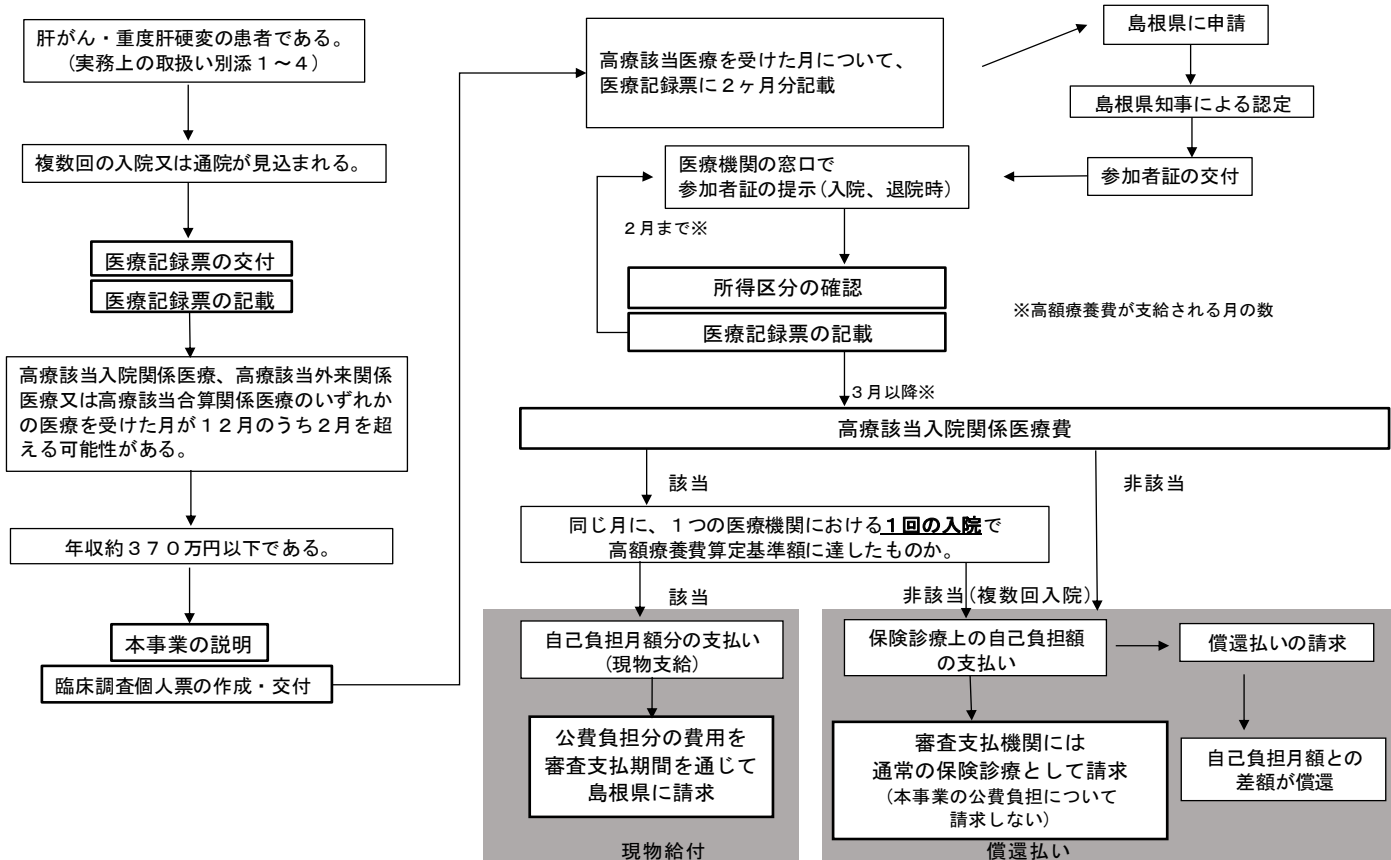 肝がん・重度肝硬変の患者である。
（実務上の取扱い別添１～４）
複数回の入院又は通院が見込まれる。
医療記録票の交付
医療記録票の記載
高療該当入院関係医療、高療該当外来関係
医療又は高療該当合算関係医療のいずれか
の医療を受けた月が１２月のうち２月を超
える可能性がある。
年収約３７０万円以下である。
本事業の説明
臨床調査個人票の作成・交付
高療該当医療を受けた月について、
医療記録票に２ヶ月分記載
島根県に申請
島根県知事による認定
参加者証の交付
医療機関の窓口で
参加者証の提示（入院、退院時）
２月まで※
所得区分の確認
医療記録票の記載
※高額療養費が支給される月の数
３月以降※
高療該当入院関係医療費
該当
非該当
同じ月に、１つの医療機関における１回の入院で
高額療養費算定基準額に達したものか。
該当
非該当（複数回入院）
自己負担月額分の支払い
（現物支給）
公費負担分の費用を
審査支払期間を通じて
島根県に請求
現物給付
保険診療上の自己負担額
の支払い
償還払いの請求
審査支払機関には
通常の保険診療として請求
（本事業の公費負担について
請求しない）
自己負担月額との
差額が償還
償還払い